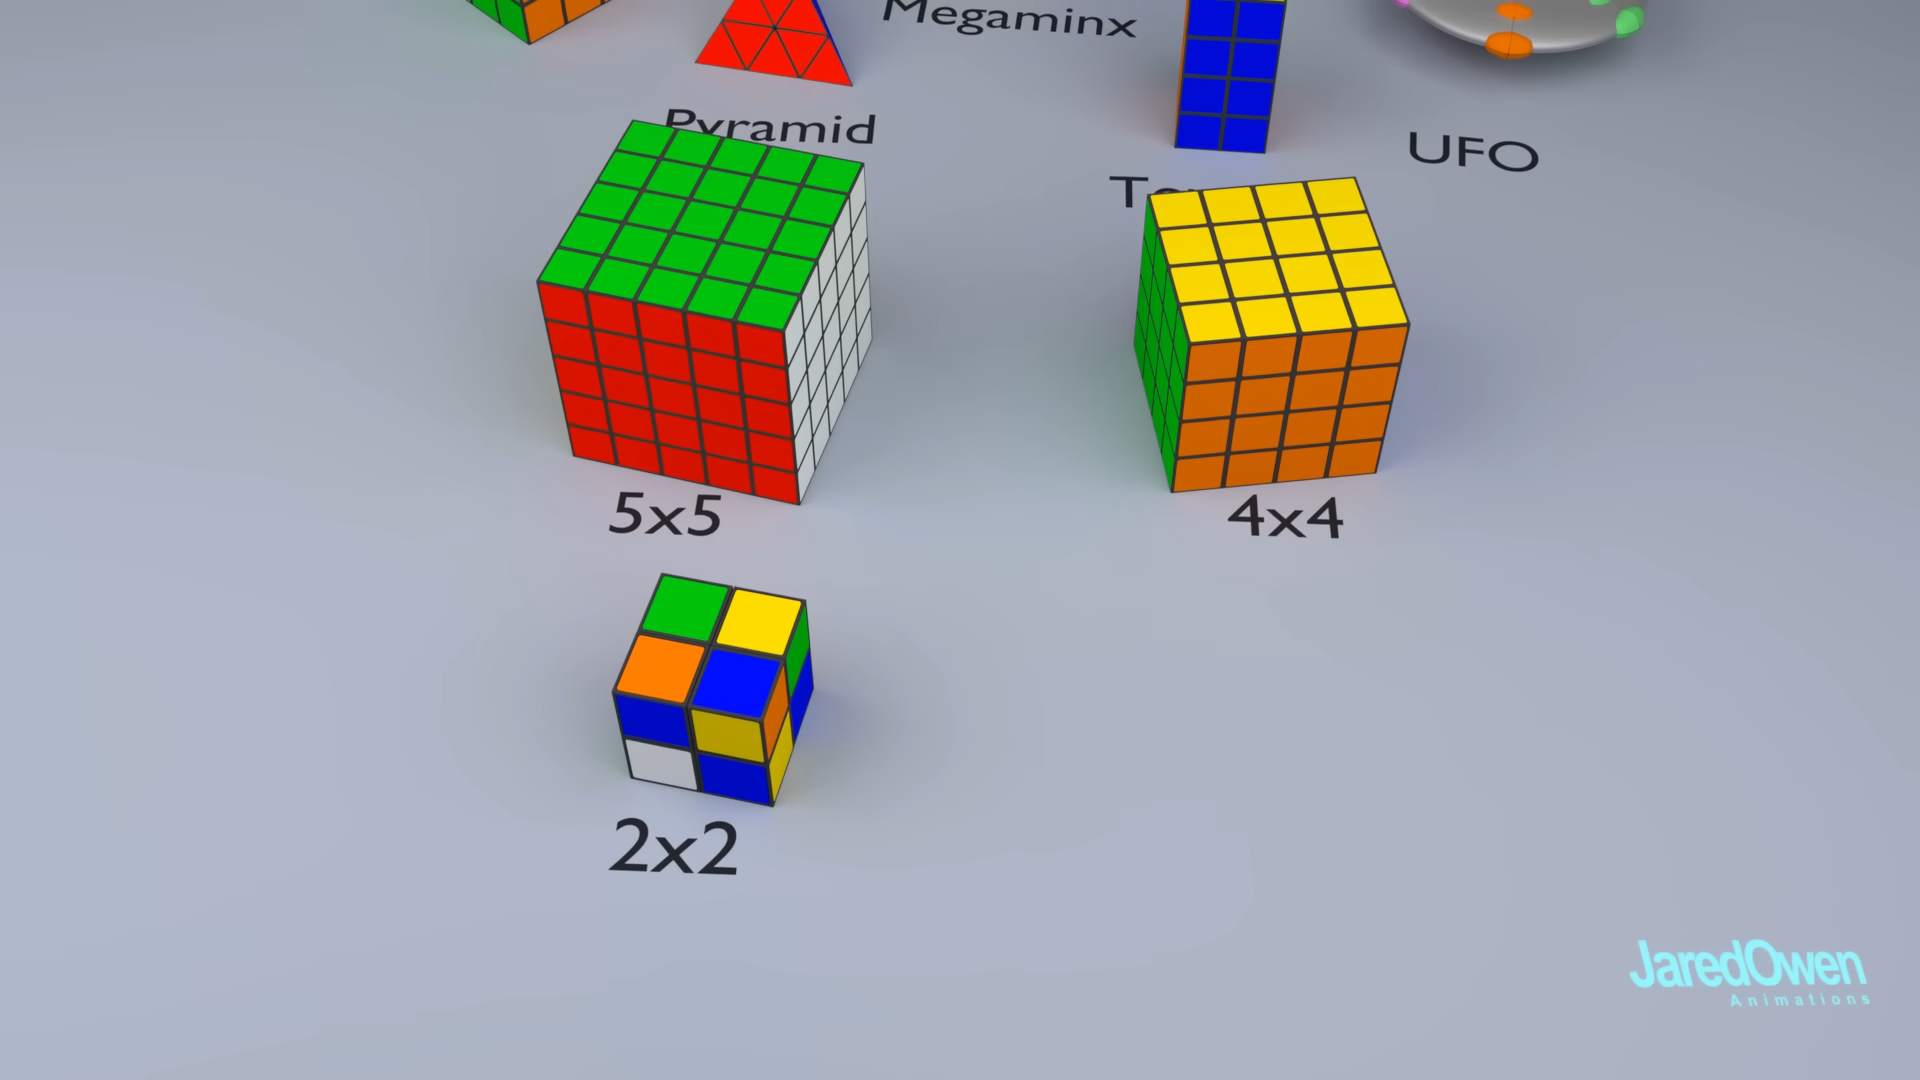 Megaminx
Pyramid
UFO
5x5
4x4
2x2
JaredOwen
Animations